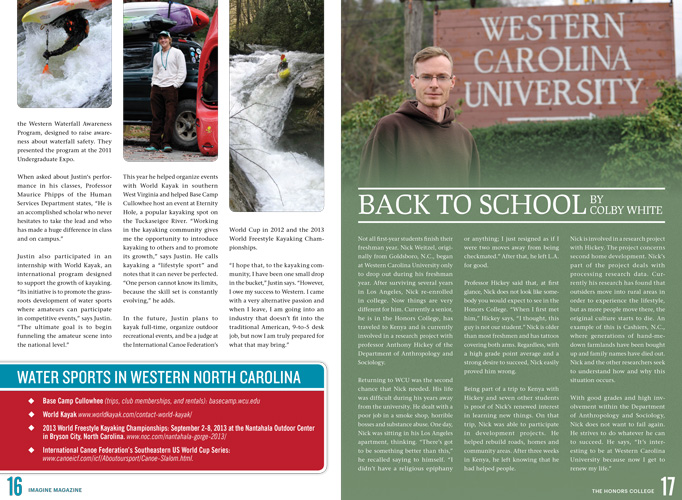 the Western Waterfall Awareness
Program, designed to raise aware-
ness about waterfall safety. They
presented the program at the 2011
Undergraduate Expo.
When asked about Justin's perfor-
mance in his classes, Professor
Maurice Phipps of the Human
Services Department states, "He is
an accomplished scholar who never
hesitates to take the lead and who
has made a huge difference in class
and on campus."
Justin also participated in an
internship with World Kayak, an
international program designed
to support the growth of kayaking.
"Its initiative is to promote the grass-
roots development of water sports
where amateurs can participate
in competitive events," says Justin.
"The ultimate goal is to begin
funneling the amateur scene into
the national level."
This year he helped organize events
with World Kayak in southern
West Virginia and helped Base Camp
Cullowhee host an event at Eternity
Hole, a popular kayaking spot on
the Tuckaseigee River. "Working
in the kayaking community gives
me the opportunity to introduce
kayaking to others and to promote
its growth," says Justin. He calls
kayaking a "lifestyle sport" and
notes that it can never be perfected.
"One person cannot know its limits,
because the skill set is constantly
evolving," he adds.
In the future, Justin plans to
kayak full-time, organize outdoor
recreational events, and be a judge at
the International Canoe Federation's
World Cup in 2012 and the 2013
World Freestyle Kayaking Cham-
pionships.
"I hope that, to the kayaking com-
munity, I have been one small drop
in the bucket," Justin says. "However,
I owe my success to Western. I came
with a very alternative passion and
when I leave, I am going into an
industry that doesn't fit into the
traditional American, 9-to-5 desk
job, but now I am truly prepared for
what that may bring."
WATER SPORTS IN WESTERN NORTH CAROLINA
Base Camp Cullowhee (trips, club memberships, and rentals): basecamp.wcu.edu
World Kayak www.worldkayak.com/contact-world-kayak/
2013 World Freestyle Kayaking Championships: September 2-8, 2013 at the Nantahala Outdoor Center
in Bryson City, North Carolina. www.noc.com/nantahala-gorge-2013/
International Canoe Federation's Southeastern US World Cup Series:
www.canoeicf.com/icf/Aboutoursport/Canoe-Slalom.html.
16 IMAGINE MAGAZINE
WESTERN
CAROLINA
UNIVERSITY
BACK TO SCHOOL BY
COLBY WHITE
Not all first-year students finish their
freshman year. Nick Weitzel, origi-
nally from Goldsboro, N.C., began
at Western Carolina University only
to drop out during his freshman
year. After surviving several years
in Los Angeles, Nick re-enrolled
in college. Now things are very
different for him. Currently a senior,
he is in the Honors College, has
traveled to Kenya and is currently
involved in a research project with
professor Anthony Hickey of the
Department of Anthropology and
Sociology.
Returning to WCU was the second
chance that Nick needed. His life
was difficult during his years away
from the university. He dealt with a
poor job in a smoke shop, horrible
bosses and substance abuse. One day,
Nick was sitting in his Los Angeles
apartment, thinking. "There's got
to be something better than this,"
he recalled saying to himself. "I
didn't have a religious epiphany
or anything; I just resigned as if I
were two moves away from being
checkmated." After that, he left L.A.
for good.
Professor Hickey said that, at first
glance, Nick does not look like some-
body you would expect to see in the
Honors College. "When I first met
him," Hickey says, "I thought, this
guy is not our student." Nick is older
than most freshmen and has tattoos
covering both arms. Regardless, with
a high grade point average and a
strong desire to succeed, Nick easily
proved him wrong.
Being part of a trip to Kenya with
Hickey and seven other students
is proof of Nick's renewed interest
in learning new things. On that
trip, Nick was able to participate
in development projects. He
helped rebuild roads, homes and
community areas. After three weeks
in Kenya, he left knowing that he
had helped people.
Nick is involved in a research project
with Hickey. The project concerns
second home development. Nick's
part of the project deals with
processing research data. Cur-
rently his research has found that
outsiders move into rural areas in
order to experience the lifestyle,
but as more people move there, the
original culture starts to die. An
example of this is Cashiers, N.C.,
where generations of hand-me-
down farmlands have been bought
up and family names have died out.
Nick and the other researchers seek
to understand how and why this
situation occurs.
With good grades and high in-
volvement within the Department
of Anthropology and Sociology,
Nick does not want to fail again.
He strives to do whatever he can
to succeed. He says, "It's inter-
esting to be at Western Carolina
University because now I get to
renew my life."
THE HONORS COLLEGE 17